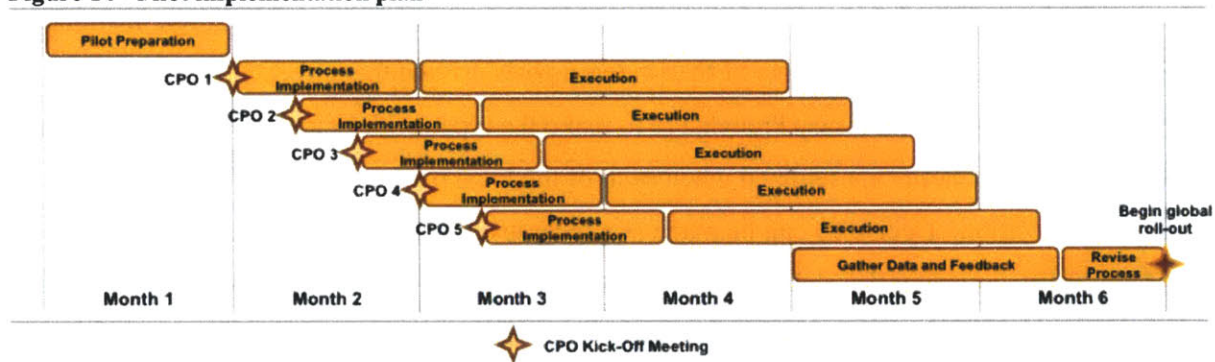 Pilot Preparation
CPO 1
Process
Implementation
Execution
CPO 2
Process
Implementation
Execution
CPO 3
Process
Implementation
Execution
CPO 4
Process
Implementation
Execution
CPO 5
Process
Implementation
Execution
Begin global
roll-out
Gather Data and Feedback
Revise
Process
Month 1
Month 2
Month 3
Month 4
Month 5
Month 6
CPO Kick-Off Meeting